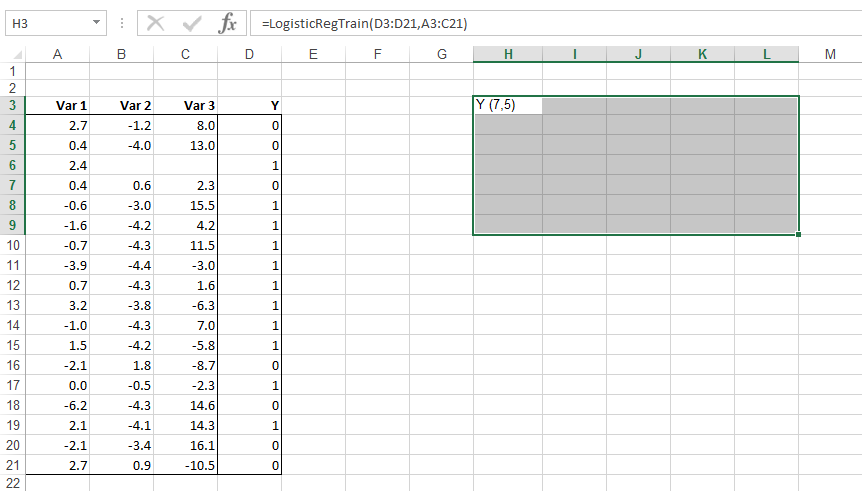 H3 fx =LogisticRegTrain(D3:D21,A3:C21)
A B C D E F G H I J K L M
1
2
3 Var 1 Var 2 Var 3 Y Y (7,5)
4 2.7 -1.2 8.0 0
5 0.4 -4.0 13.0 0
6 2.4 1
7 0.4 0.6 2.3 0
8 -0.6 -3.0 15.5 1
9 -1.6 -4.2 4.2 1
10 -0.7 -4.3 11.5 1
11 -3.9 -4.4 -3.0 1
12 0.7 -4.3 1.6 1
13 3.2 -3.8 -6.3 1
14 -1.0 -4.3 7.0 1
15 1.5 -4.2 -5.8 1
16 -2.1 1.8 -8.7 0
17 0.0 -0.5 -2.3 1
18 -6.2 -4.3 14.6 0
19 2.1 -4.1 14.3 1
20 -2.1 -3.4 16.1 0
21 2.7 0.9 -10.5 0
22